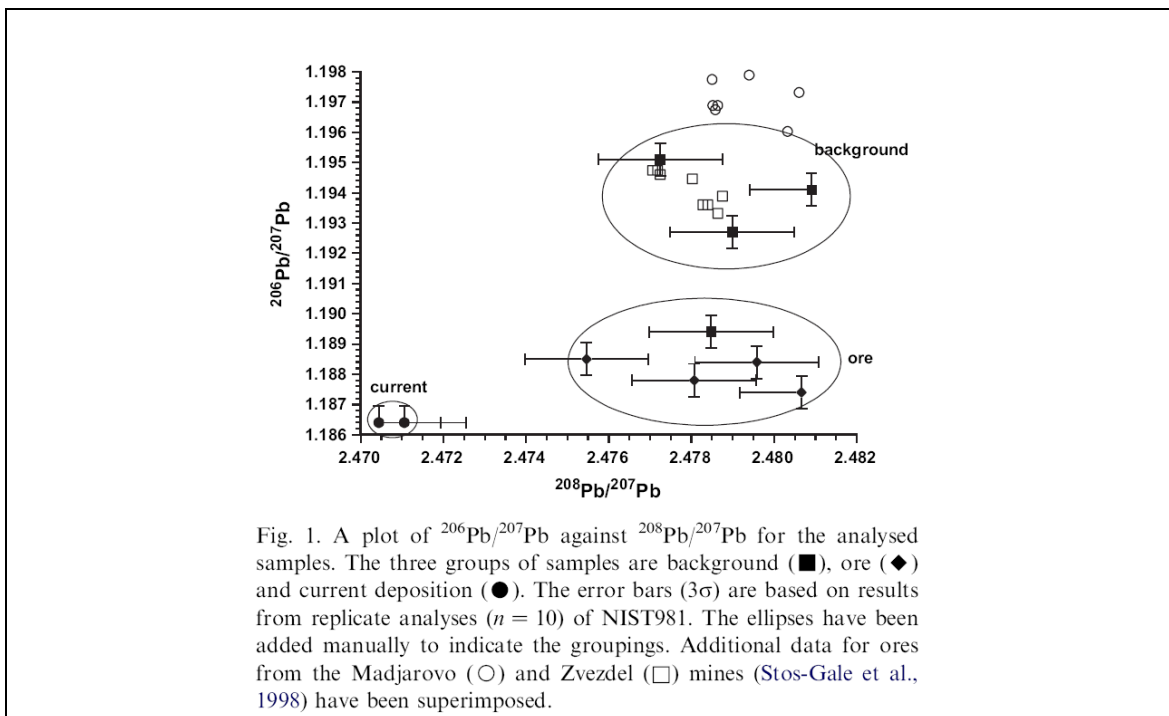 1.198
1.197
1.196
background
1.195
1.194
1.193
1.192
1.191
1.190
1.189
ore
1.188
current
1.187
1.186
206Pb/207Pb
2.470 2.472 2.474 2.476 2.478 2.480 2.482
208Pb/207Pb
Fig. 1. A plot of 206Pb/207Pb against 208Pb/207Pb for the analysed
samples. The three groups of samples are background (■), ore (◆)
and current deposition (●). The error bars (3σ) are based on results
from replicate analyses (n = 10) of NIST981. The ellipses have been
added manually to indicate the groupings. Additional data for ores
from the Madjarovo (○) and Zvezdel (□) mines (Stos-Gale et al.,
1998) have been superimposed.